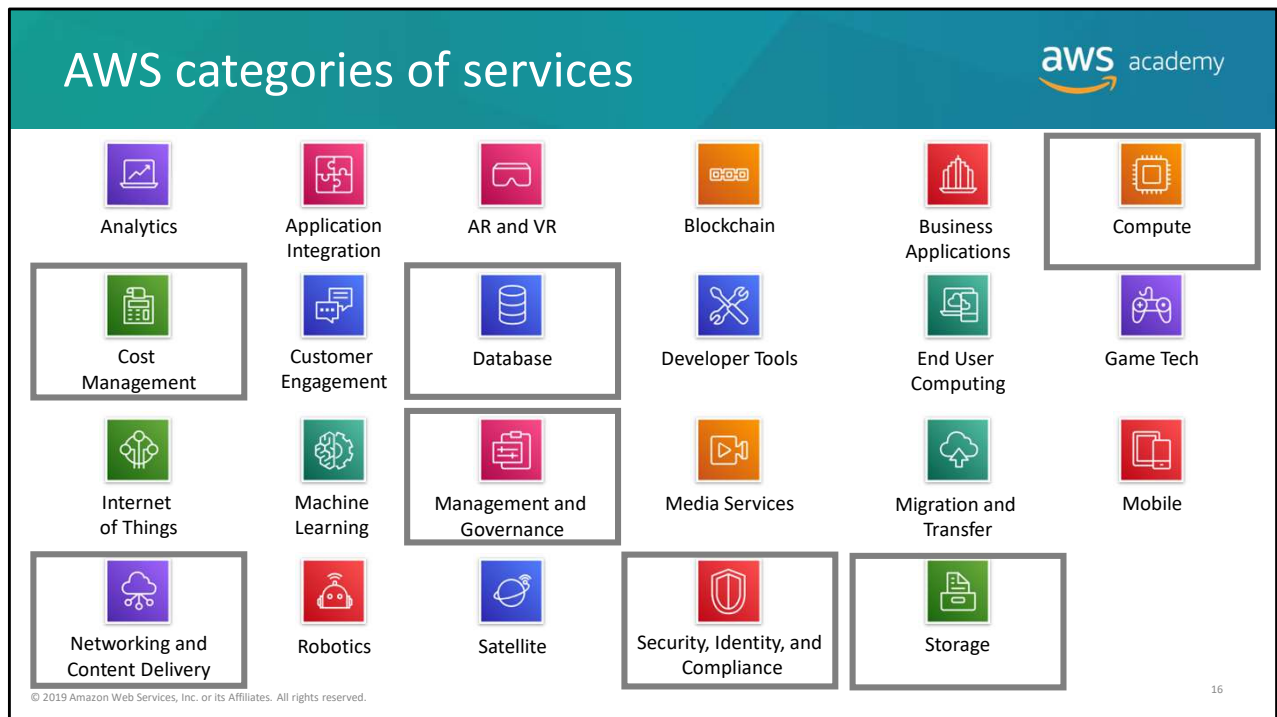 AWS categories of services
aws academy
Analytics
Application
Integration
AR and VR
Blockchain
Business
Applications
Compute
Cost
Management
Customer
Engagement
Database
Developer Tools
End User
Computing
Game Tech
Internet
of Things
Machine
Learning
Management and
Governance
Media Services
Migration and
Transfer
Mobile
Networking and
Content Delivery
Robotics
Satellite
Security, Identity, and
Compliance
Storage
© 2019 Amazon Web Services, Inc. or its Affiliates. All rights reserved.
16